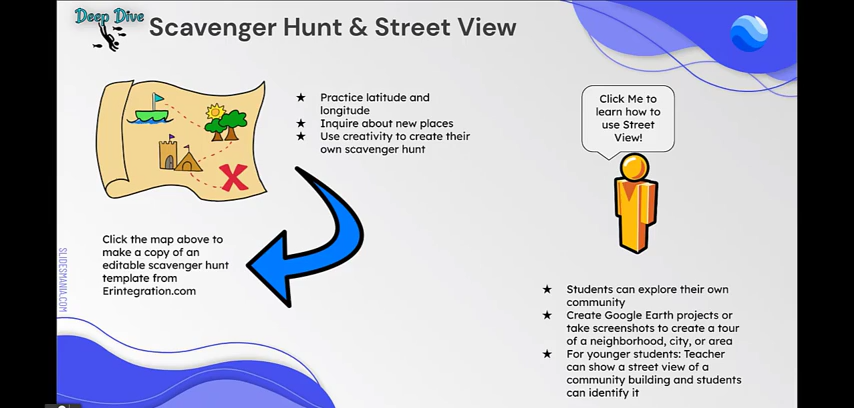 Deep Dive
Scavenger Hunt & Street View
★ Practice latitude and
longitude
★ Inquire about new places
★ Use creativity to create their
own scavenger hunt
Click Me to
learn how to
use Street
View!
Click the map above to
make a copy of an
editable scavenger hunt
template from
Erintegration.com
SLIDESMANIA.COM
★ Students can explore their own
community
★ Create Google Earth projects or
take screenshots to create a tour
of a neighborhood, city, or area
★ For younger students: Teacher
can show a street view of a
community building and students
can identify it